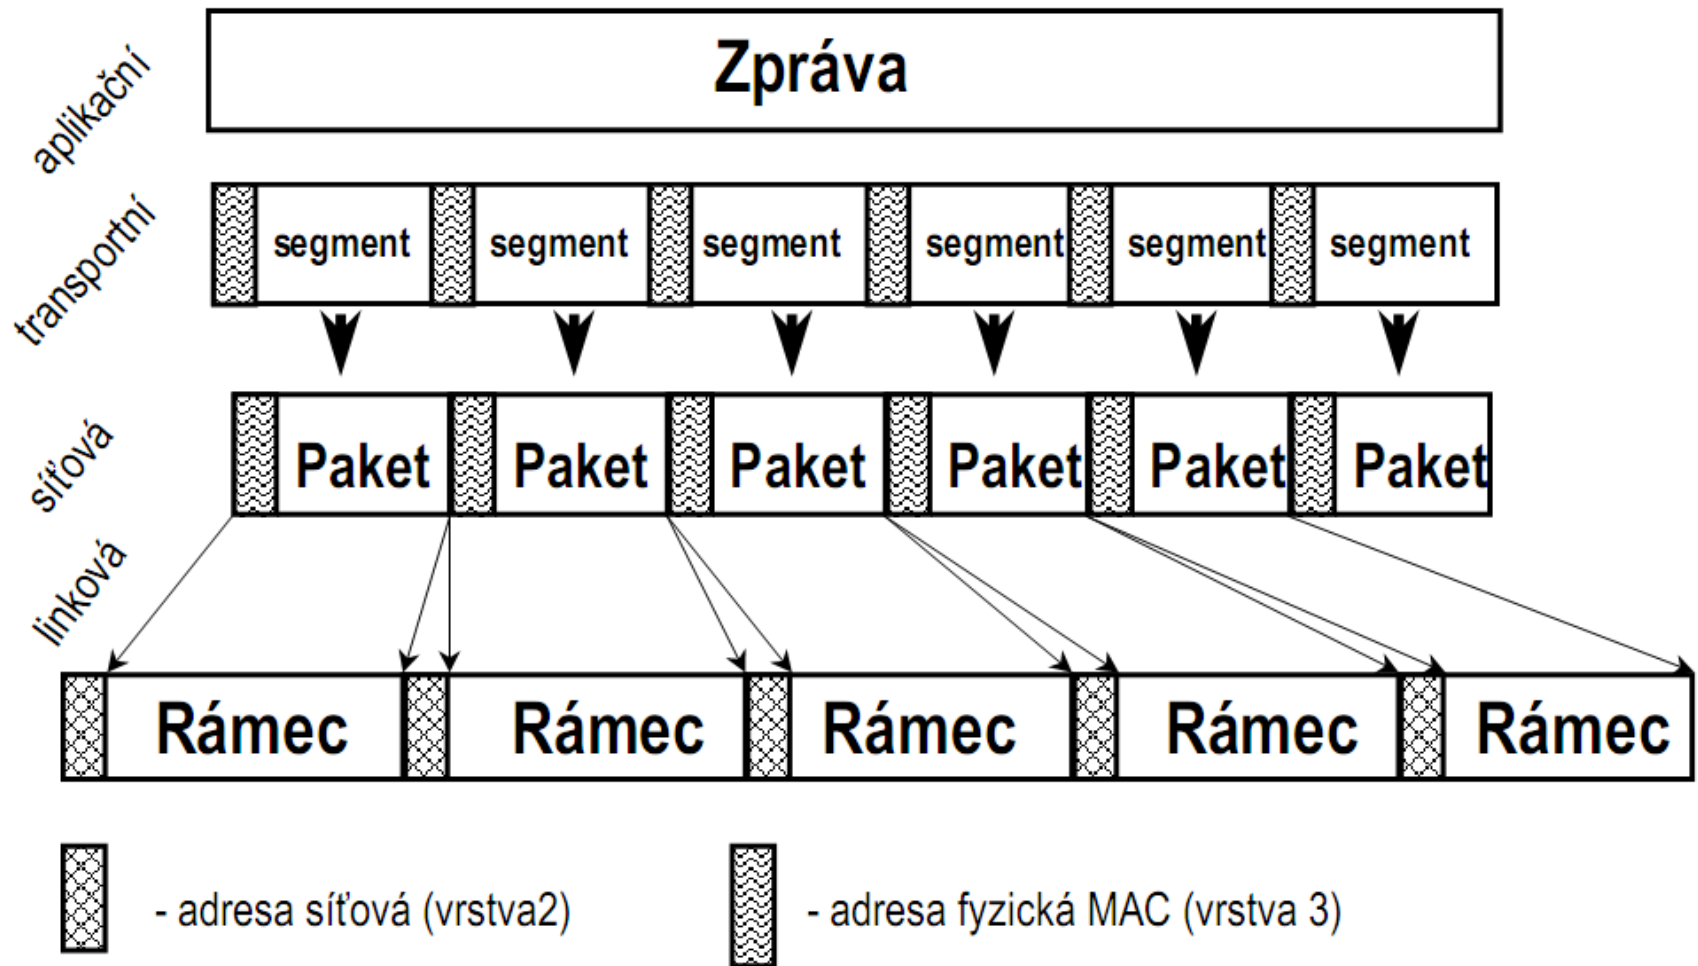 aplikační
Zpráva
transportní
segment segment segment segment segment segment
síťová
Paket Paket Paket Paket Paket Paket
linková
Rámec Rámec Rámec Rámec Rámec
- adresa síťová (vrstva2)
- adresa fyzická MAC (vrstva 3)